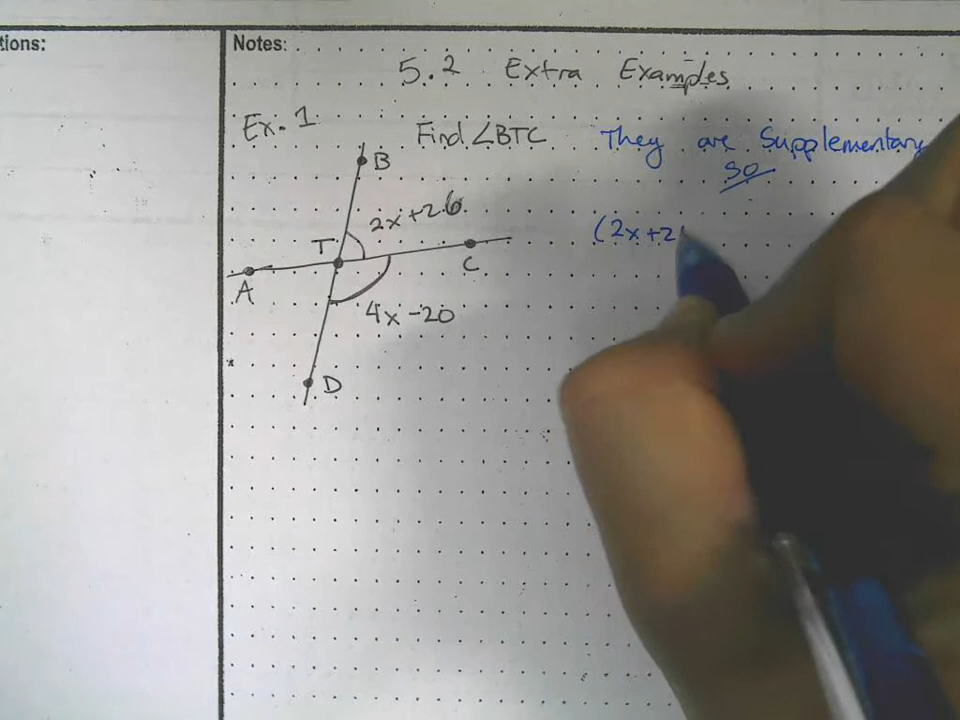 tions:
Notes:
5.2 Extra Examples
Ex. 1
Find ∠BTC
They are Supplementary
so
B
2x+26
(2x+2
T
C
A
4x-20
D